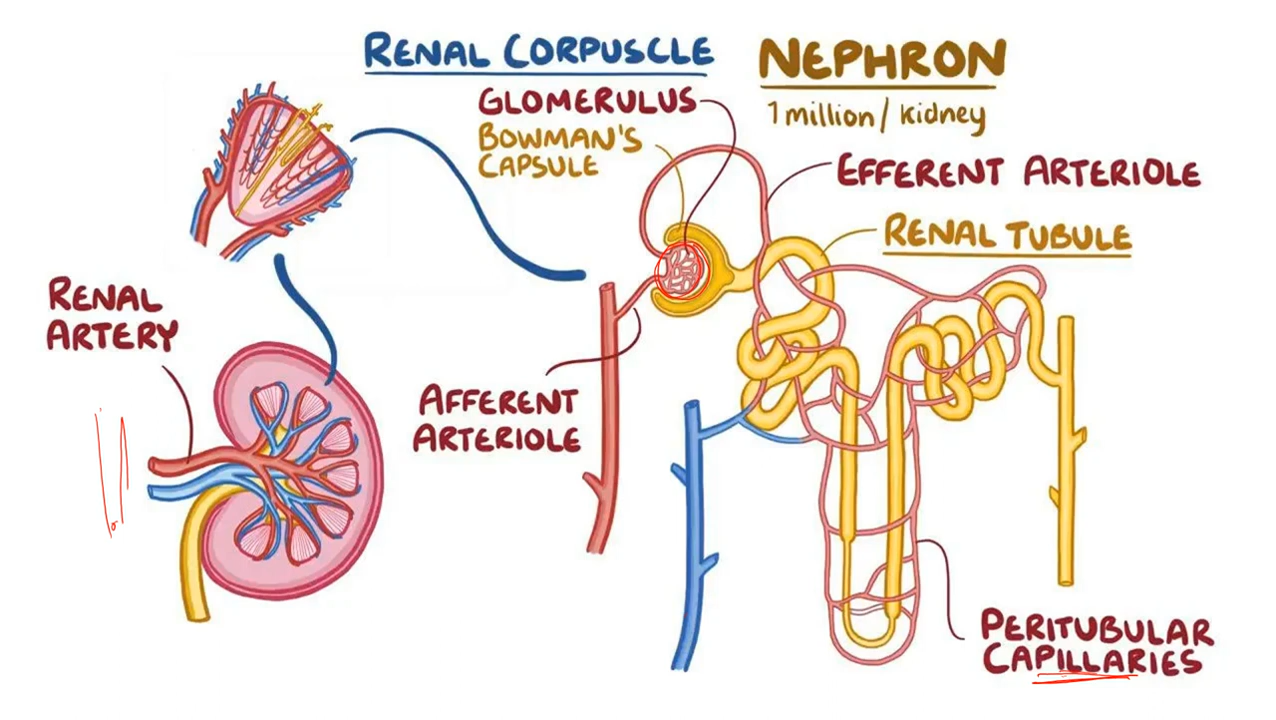 RENAL CORPUSCLE
NEPHRON
1 million / kidney
GLOMERULUS
BOWMAN'S
CAPSULE
EFFERENT ARTERIOLE
RENAL TUBULE
RENAL
ARTERY
AFFERENT
ARTERIOLE
PERITUBULAR
CAPILLARIES